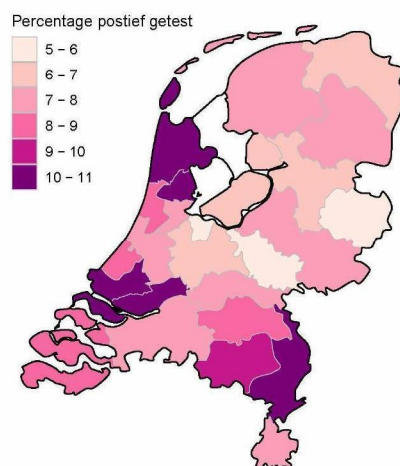 Percentage postief getest
5 – 6
6 – 7
7 – 8
8 – 9
9 – 10
10 – 11